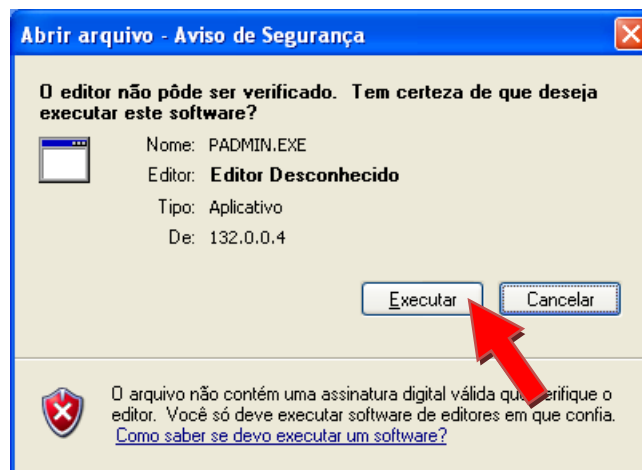 Abrir arquivo - Aviso de Segurança
O editor não pôde ser verificado. Tem certeza de que deseja
executar este software?
Nome: PADMIN.EXE
Editor: Editor Desconhecido
Tipo: Aplicativo
De: 132.0.0.4
Executar Cancelar
O arquivo não contém uma assinatura digital válida que verifique o
editor. Você só deve executar software de editores em que confia.
Como saber se devo executar um software?